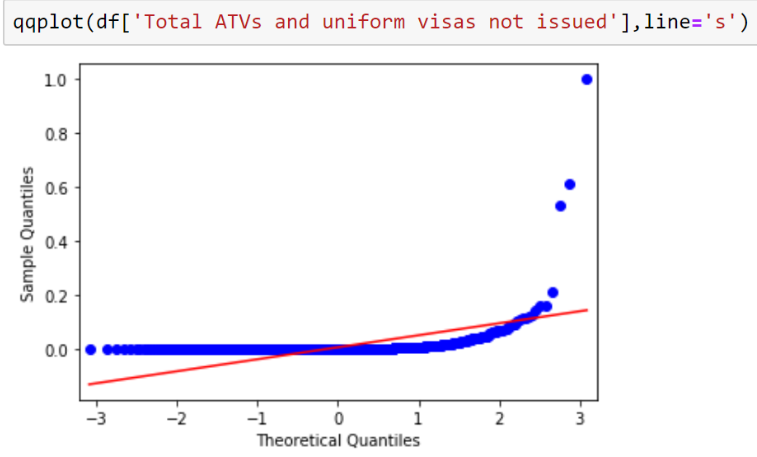 qqplot(df['Total ATVs and uniform visas not issued'],line='s')
1.0
0.8
0.6
0.4
0.2
0.0
Sample Quantiles
−3 −2 −1 0 1 2 3
Theoretical Quantiles